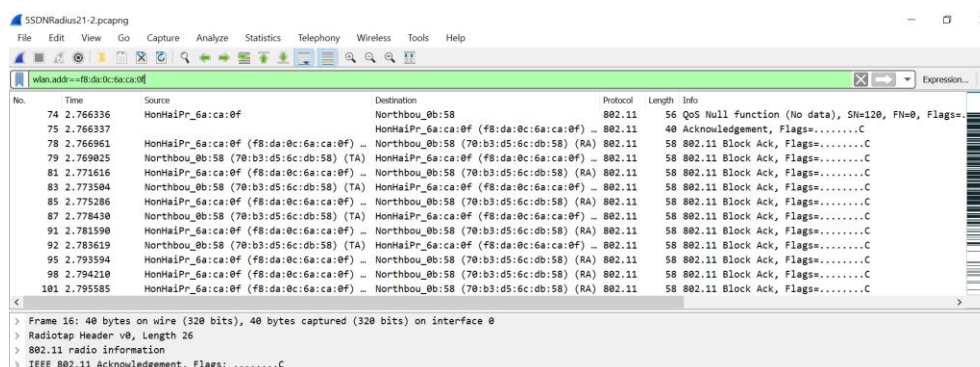 5SDNRadius21-2.pcapng
File Edit View Go Capture Analyze Statistics Telephony Wireless Tools Help
wlan.addr==f8:da:0c:6a:ca:0f Expression...
No. Time Source Destination Protocol Length Info
74 2.766336 HonHaiPr_6a:ca:0f Northbou_0b:58 802.11 56 QoS Null function (No data), SN=120, FN=0, Flags=.
75 2.766337 HonHaiPr_6a:ca:0f (f8:da:0c:6a:ca:0f) … 802.11 40 Acknowledgement, Flags=........C
78 2.766961 HonHaiPr_6a:ca:0f (f8:da:0c:6a:ca:0f) … Northbou_0b:58 (70:b3:d5:6c:db:58) (RA) 802.11 58 802.11 Block Ack, Flags=........C
79 2.769025 Northbou_0b:58 (70:b3:d5:6c:db:58) (TA) HonHaiPr_6a:ca:0f (f8:da:0c:6a:ca:0f) … 802.11 58 802.11 Block Ack, Flags=........C
81 2.771616 HonHaiPr_6a:ca:0f (f8:da:0c:6a:ca:0f) … Northbou_0b:58 (70:b3:d5:6c:db:58) (RA) 802.11 58 802.11 Block Ack, Flags=........C
83 2.773504 Northbou_0b:58 (70:b3:d5:6c:db:58) (TA) HonHaiPr_6a:ca:0f (f8:da:0c:6a:ca:0f) … 802.11 58 802.11 Block Ack, Flags=........C
85 2.775286 HonHaiPr_6a:ca:0f (f8:da:0c:6a:ca:0f) … Northbou_0b:58 (70:b3:d5:6c:db:58) (RA) 802.11 58 802.11 Block Ack, Flags=........C
87 2.778430 Northbou_0b:58 (70:b3:d5:6c:db:58) (TA) HonHaiPr_6a:ca:0f (f8:da:0c:6a:ca:0f) … 802.11 58 802.11 Block Ack, Flags=........C
91 2.781590 HonHaiPr_6a:ca:0f (f8:da:0c:6a:ca:0f) … Northbou_0b:58 (70:b3:d5:6c:db:58) (RA) 802.11 58 802.11 Block Ack, Flags=........C
92 2.783619 Northbou_0b:58 (70:b3:d5:6c:db:58) (TA) HonHaiPr_6a:ca:0f (f8:da:0c:6a:ca:0f) … 802.11 58 802.11 Block Ack, Flags=........C
95 2.793594 HonHaiPr_6a:ca:0f (f8:da:0c:6a:ca:0f) … Northbou_0b:58 (70:b3:d5:6c:db:58) (RA) 802.11 58 802.11 Block Ack, Flags=........C
98 2.794210 HonHaiPr_6a:ca:0f (f8:da:0c:6a:ca:0f) … Northbou_0b:58 (70:b3:d5:6c:db:58) (RA) 802.11 58 802.11 Block Ack, Flags=........C
101 2.795585 HonHaiPr_6a:ca:0f (f8:da:0c:6a:ca:0f) … Northbou_0b:58 (70:b3:d5:6c:db:58) (RA) 802.11 58 802.11 Block Ack, Flags=........C
> Frame 16: 40 bytes on wire (320 bits), 40 bytes captured (320 bits) on interface 0
> Radiotap Header v0, Length 26
> 802.11 radio information
> IEEE 802.11 Acknowledgement, Flags: ........C